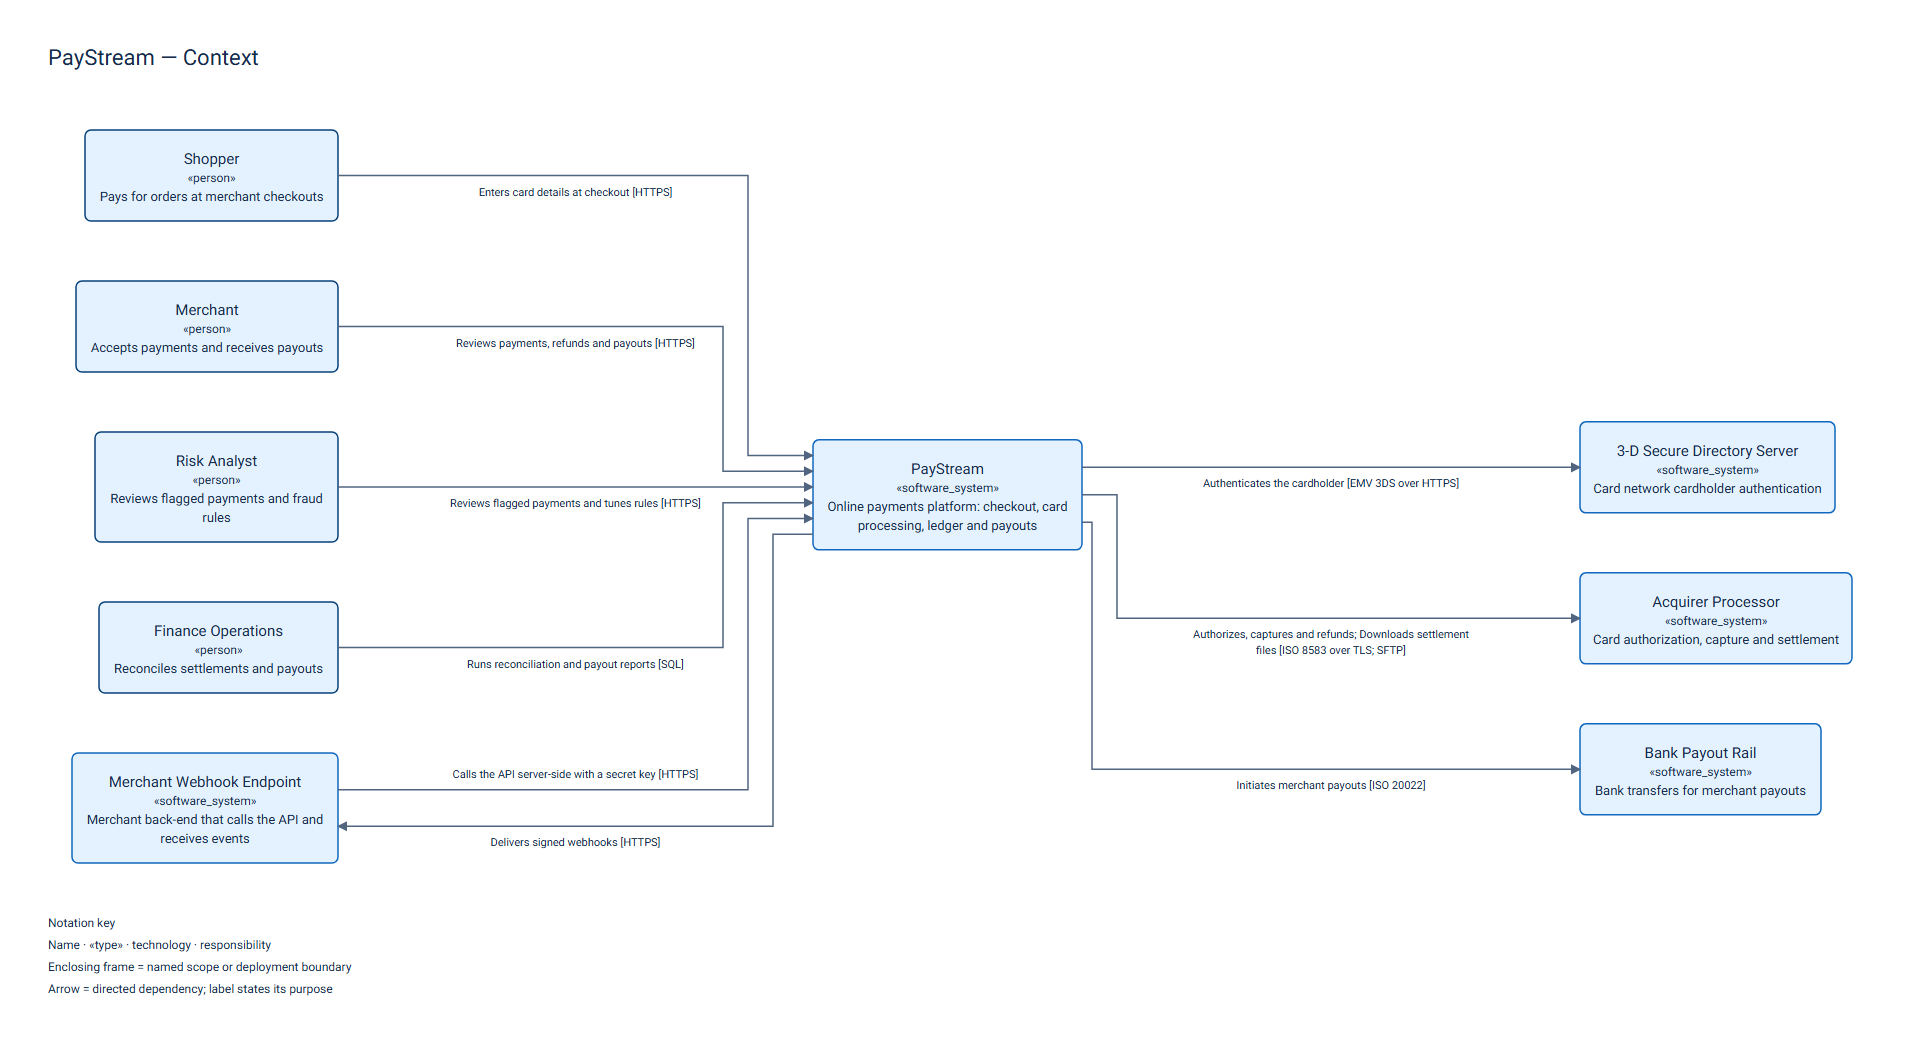 PayStream — Context
Shopper
«person»
Pays for orders at merchant checkouts
Enters card details at checkout [HTTPS]
Merchant
«person»
Accepts payments and receives payouts
Reviews payments, refunds and payouts [HTTPS]
Risk Analyst
«person»
Reviews flagged payments and fraud
rules
Reviews flagged payments and tunes rules [HTTPS]
Finance Operations
«person»
Reconciles settlements and payouts
Runs reconciliation and payout reports [SQL]
Merchant Webhook Endpoint
«software_system»
Merchant back-end that calls the API and
receives events
Calls the API server-side with a secret key [HTTPS]
Delivers signed webhooks [HTTPS]
PayStream
«software_system»
Online payments platform: checkout, card
processing, ledger and payouts
Authenticates the cardholder [EMV 3DS over HTTPS]
3-D Secure Directory Server
«software_system»
Card network cardholder authentication
Authorizes, captures and refunds; Downloads settlement
files [ISO 8583 over TLS; SFTP]
Acquirer Processor
«software_system»
Card authorization, capture and settlement
Initiates merchant payouts [ISO 20022]
Bank Payout Rail
«software_system»
Bank transfers for merchant payouts
Notation key
Name · «type» · technology · responsibility
Enclosing frame = named scope or deployment boundary
Arrow = directed dependency; label states its purpose